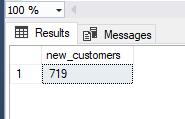 100 %
Results Messages
new_customers
1 719